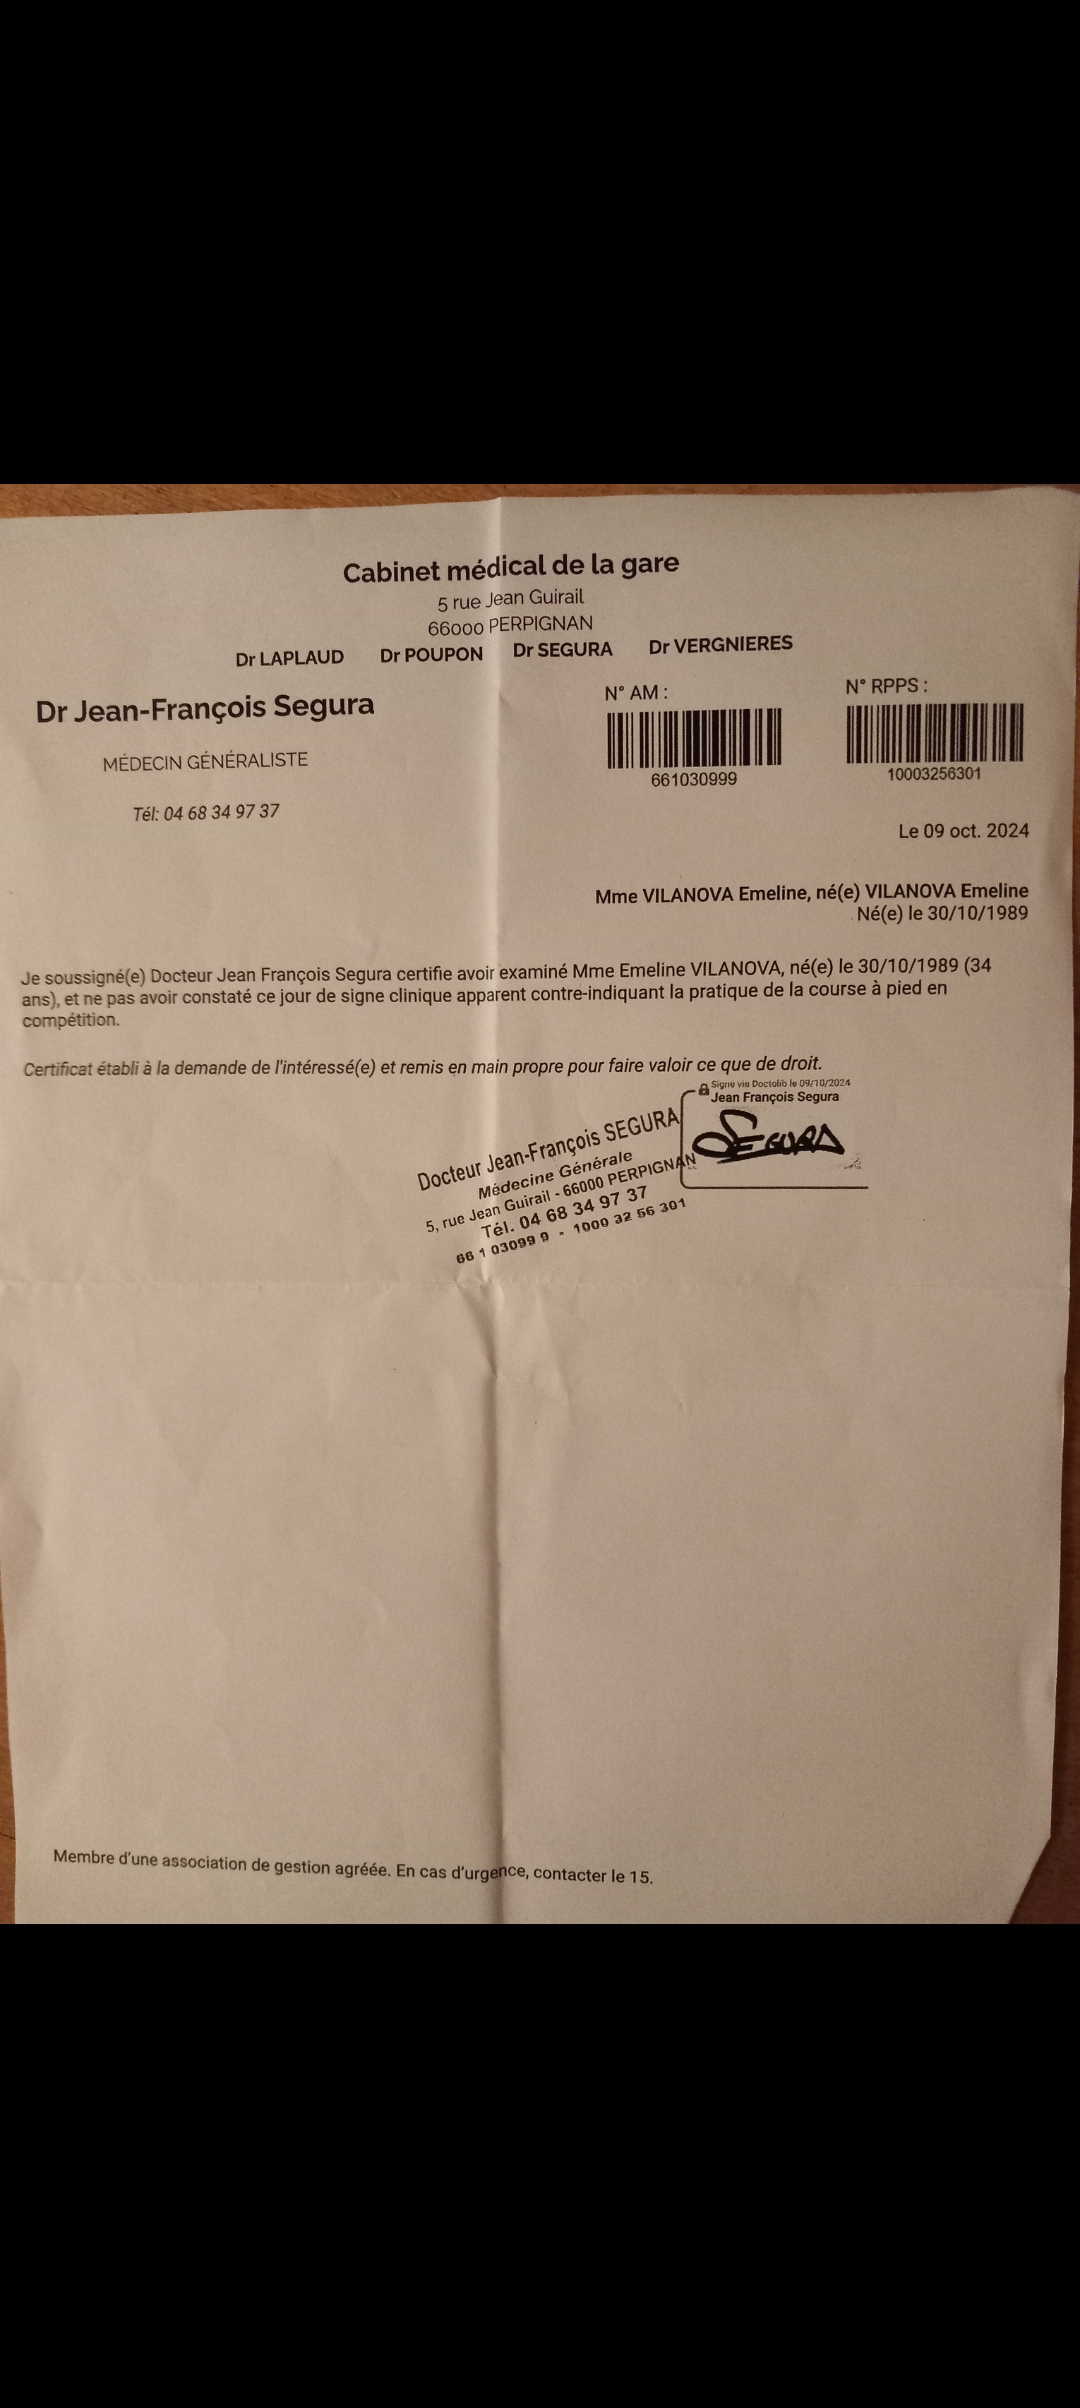 Cabinet médical de la gare
5 rue Jean Guirail
66000 PERPIGNAN
Dr LAPLAUD Dr POUPON Dr SEGURA Dr VERGNIERES
Dr Jean-François Segura
MÉDECIN GÉNÉRALISTE
Tél: 04 68 34 97 37
N° AM :
661030999
N° RPPS :
10003256301
Le 09 oct. 2024
Mme VILANOVA Emeline, né(e) VILANOVA Emeline
Né(e) le 30/10/1989
Je soussigné(e) Docteur Jean François Segura certifie avoir examiné Mme Emeline VILANOVA, né(e) le 30/10/1989 (34
ans), et ne pas avoir constaté ce jour de signe clinique apparent contre-indiquant la pratique de la course à pied en
compétition.
Certificat établi à la demande de l'intéressé(e) et remis en main propre pour faire valoir ce que de droit.
Signé via Doctolib le 09/10/2024
Jean François Segura
SEGURA
Docteur Jean-François SEGURA
Médecine Générale
5, rue Jean Guirail - 66000 PERPIGNAN
Tél. 04 68 34 97 37
66 1 03099 9 - 1000 32 56 301
Membre d'une association de gestion agréée. En cas d'urgence, contacter le 15.